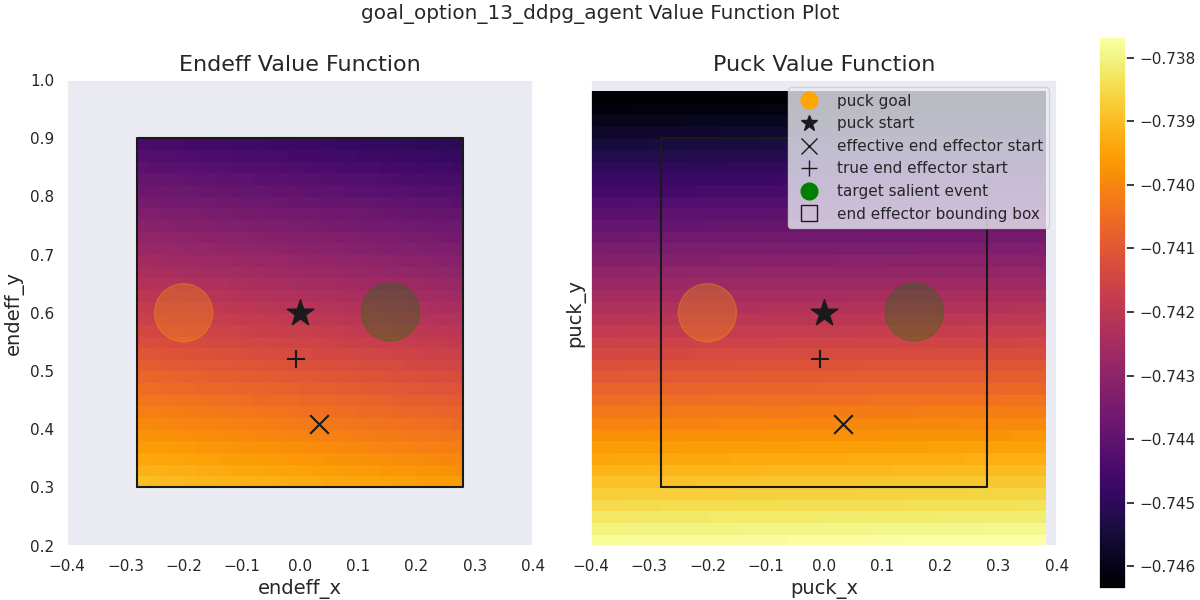 goal_option_13_ddpg_agent Value Function Plot
Endeff Value Function
Puck Value Function
1.0
0.9
0.8
0.7
0.6
0.5
0.4
0.3
0.2
endeff_y
−0.4 −0.3 −0.2 −0.1 0.0 0.1 0.2 0.3 0.4
endeff_x
puck_y
puck goal
puck start
effective end effector start
true end effector start
target salient event
end effector bounding box
−0.4 −0.3 −0.2 −0.1 0.0 0.1 0.2 0.3 0.4
puck_x
−0.738
−0.739
−0.740
−0.741
−0.742
−0.743
−0.744
−0.745
−0.746